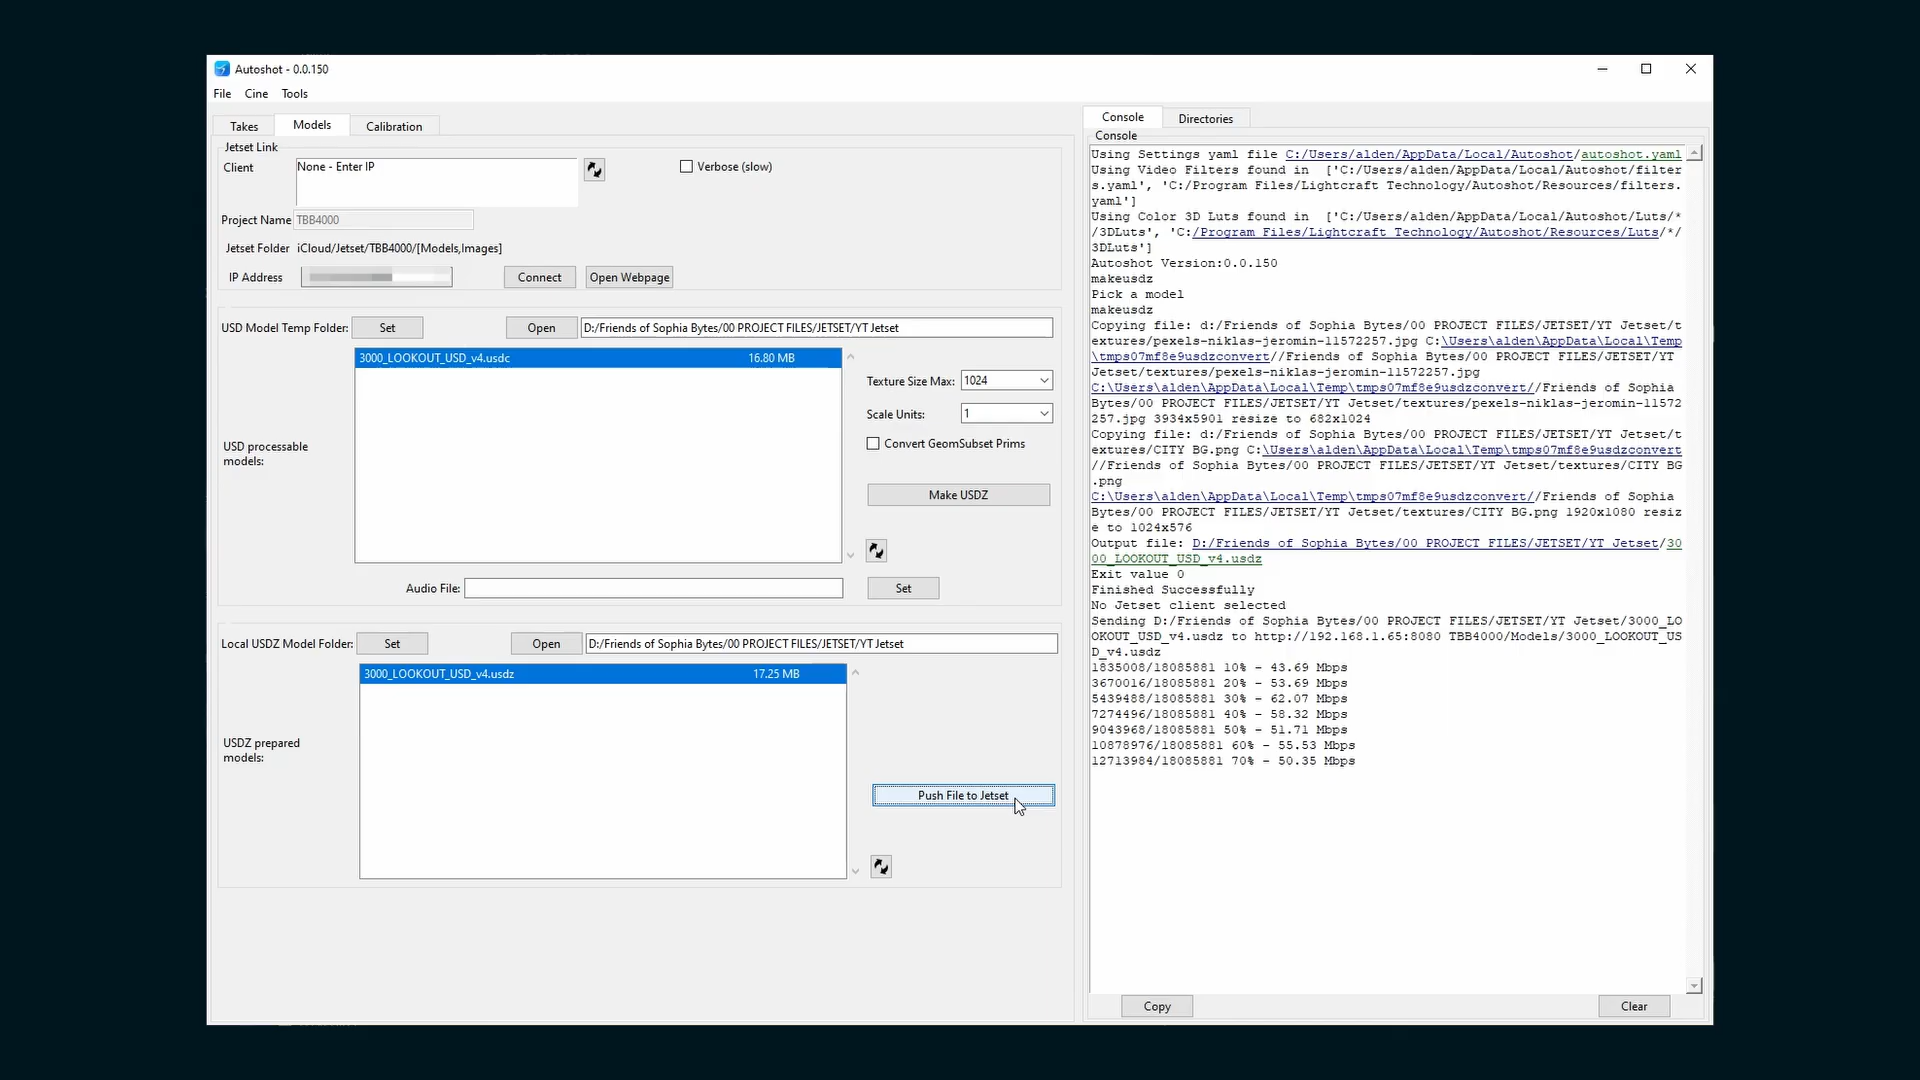 Autoshot - 0.0.150
File Cine Tools
Takes Models Calibration
Jetset Link
Client None - Enter IP Verbose (slow)
Project Name TBB4000
Jetset Folder iCloud/Jetset/TBB4000/[Models,Images]
IP Address Connect Open Webpage
USD Model Temp Folder: Set Open D:/Friends of Sophia Bytes/00 PROJECT FILES/JETSET/YT Jetset
3000_LOOKOUT_USD_v4.usdc 16.80 MB
Texture Size Max: 1024
Scale Units: 1
Convert GeomSubset Prims
USD processable
models:
Make USDZ
Audio File: Set
Local USDZ Model Folder: Set Open D:/Friends of Sophia Bytes/00 PROJECT FILES/JETSET/YT Jetset
3000_LOOKOUT_USD_v4.usdz 17.25 MB
USDZ prepared
models:
Push File to Jetset
Console Directories
Console
Using Settings yaml file C:/Users/alden/AppData/Local/Autoshot/autoshot.yaml
Using Video Filters found in ['C:/Users/alden/AppData/Local/Autoshot/filter
s.yaml', 'C:/Program Files/Lightcraft Technology/Autoshot/Resources/filters.
yaml']
Using Color 3D Luts found in ['C:/Users/alden/AppData/Local/Autoshot/Luts/*
/3DLuts', 'C:/Program Files/Lightcraft Technology/Autoshot/Resources/Luts/*/
3DLuts']
Autoshot Version:0.0.150
makeusdz
Pick a model
makeusdz
Copying file: d:/Friends of Sophia Bytes/00 PROJECT FILES/JETSET/YT Jetset/t
extures/pexels-niklas-jeromin-11572257.jpg C:\Users\alden\AppData\Local\Temp
\tmps07mf8e9usdzconvert//Friends of Sophia Bytes/00 PROJECT FILES/JETSET/YT
Jetset/textures/pexels-niklas-jeromin-11572257.jpg
C:\Users\alden\AppData\Local\Temp\tmps07mf8e9usdzconvert//Friends of Sophia
Bytes/00 PROJECT FILES/JETSET/YT Jetset/textures/pexels-niklas-jeromin-11572
257.jpg 3934x5901 resize to 682x1024
Copying file: d:/Friends of Sophia Bytes/00 PROJECT FILES/JETSET/YT Jetset/t
extures/CITY BG.png C:\Users\alden\AppData\Local\Temp\tmps07mf8e9usdzconvert
//Friends of Sophia Bytes/00 PROJECT FILES/JETSET/YT Jetset/textures/CITY BG
.png
C:\Users\alden\AppData\Local\Temp\tmps07mf8e9usdzconvert//Friends of Sophia
Bytes/00 PROJECT FILES/JETSET/YT Jetset/textures/CITY BG.png 1920x1080 resiz
e to 1024x576
Output file: D:/Friends of Sophia Bytes/00 PROJECT FILES/JETSET/YT Jetset/30
00_LOOKOUT_USD_v4.usdz
Exit value 0
Finished Successfully
No Jetset client selected
Sending D:/Friends of Sophia Bytes/00 PROJECT FILES/JETSET/YT Jetset/3000_LO
OKOUT_USD_v4.usdz to http://192.168.1.65:8080 TBB4000/Models/3000_LOOKOUT_US
D_v4.usdz
1835008/18085881 10% - 43.69 Mbps
3670016/18085881 20% - 53.69 Mbps
5439488/18085881 30% - 62.07 Mbps
7274496/18085881 40% - 58.32 Mbps
9043968/18085881 50% - 51.71 Mbps
10878976/18085881 60% - 55.53 Mbps
12713984/18085881 70% - 50.35 Mbps
Copy Clear